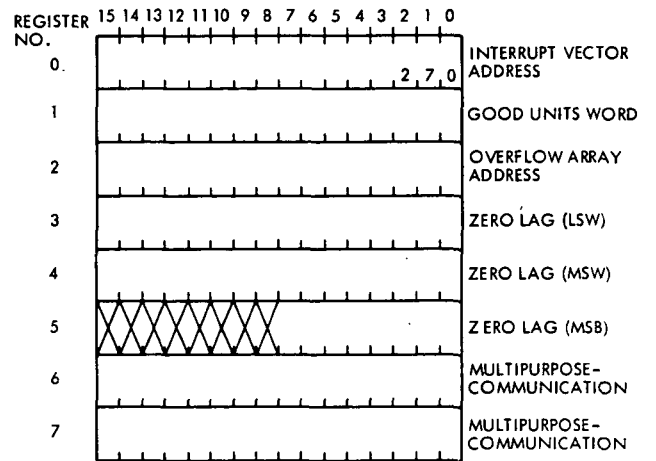 REGISTER NO. 15 14 13 12 11 10 9 8 7 6 5 4 3 2 1 0
0. 2 7 0 INTERRUPT VECTOR ADDRESS
1 GOOD UNITS WORD
2 OVERFLOW ARRAY ADDRESS
3 ZERO LAG (LSW)
4 ZERO LAG (MSW)
5 ZERO LAG (MSB)
6 MULTIPURPOSE- COMMUNICATION
7 MULTIPURPOSE- COMMUNICATION